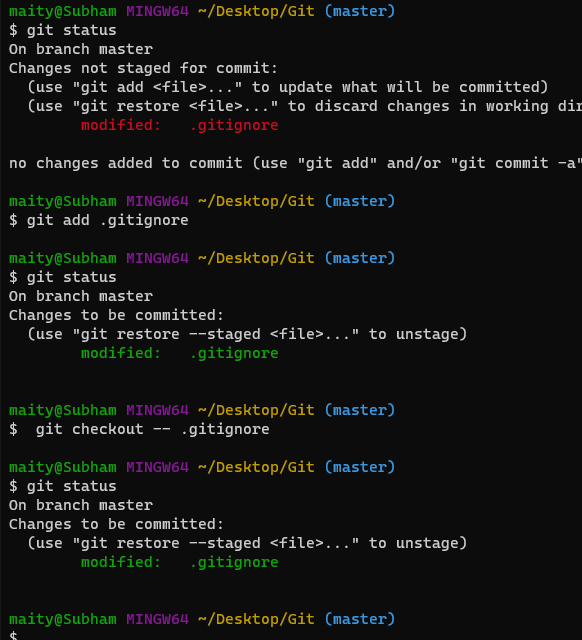 maity@Subham MINGW64 ~/Desktop/Git (master)
$ git status
On branch master
Changes not staged for commit:
  (use "git add <file>..." to update what will be committed)
  (use "git restore <file>..." to discard changes in working dir
        modified:   .gitignore

no changes added to commit (use "git add" and/or "git commit -a"

maity@Subham MINGW64 ~/Desktop/Git (master)
$ git add .gitignore

maity@Subham MINGW64 ~/Desktop/Git (master)
$ git status
On branch master
Changes to be committed:
  (use "git restore --staged <file>..." to unstage)
        modified:   .gitignore


maity@Subham MINGW64 ~/Desktop/Git (master)
$  git checkout -- .gitignore

maity@Subham MINGW64 ~/Desktop/Git (master)
$ git status
On branch master
Changes to be committed:
  (use "git restore --staged <file>..." to unstage)
        modified:   .gitignore


maity@Subham MINGW64 ~/Desktop/Git (master)
$